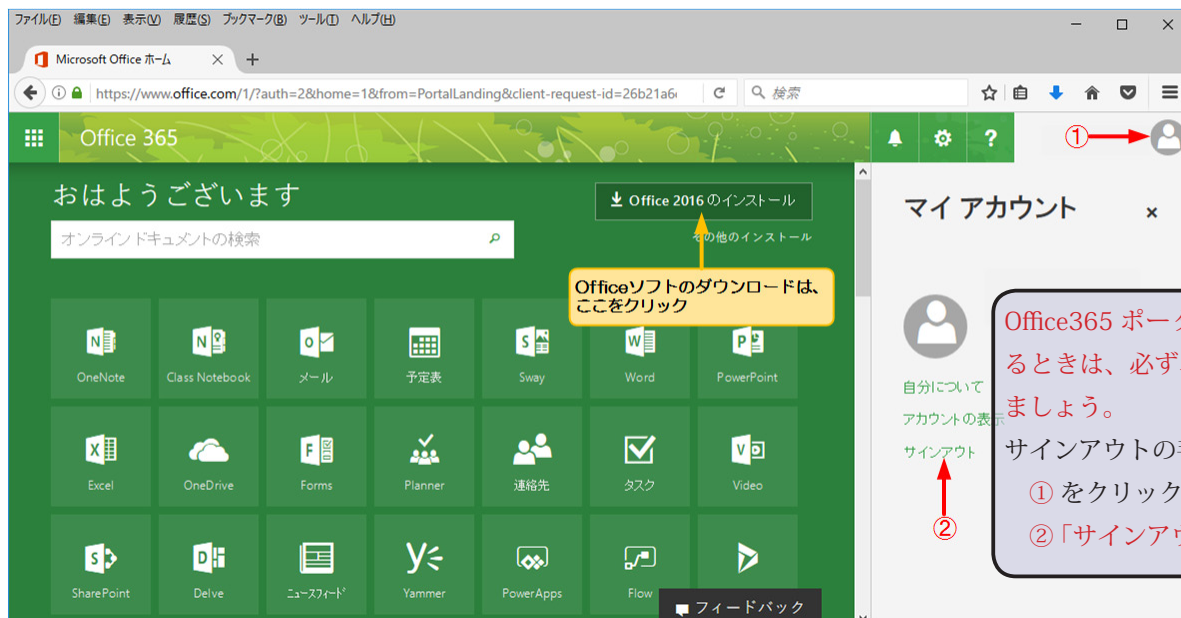 ファイル(F) 編集(E) 表示(V) 履歴(S) ブックマーク(B) ツール(T) ヘルプ(H)
Microsoft Office ホーム
https://www.office.com/1/?auth=2&home=1&from=PortalLanding&client-request-id=26b21a6
検索
Office 365
?
①
おはようございます
Office 2016 のインストール
オンラインドキュメントの検索
その他のインストール
Officeソフトのダウンロードは、
ここをクリック
OneNote
Class Notebook
メール
予定表
Sway
Word
PowerPoint
Excel
OneDrive
Forms
Planner
連絡先
タスク
Video
SharePoint
Delve
ニュースフィード
Yammer
PowerApps
Flow
フィードバック
マイ アカウント
自分について
アカウントの表示
サインアウト
②
Office365 ポー
るときは、必ず
ましょう。
サインアウトの
① をクリック
②「サインア